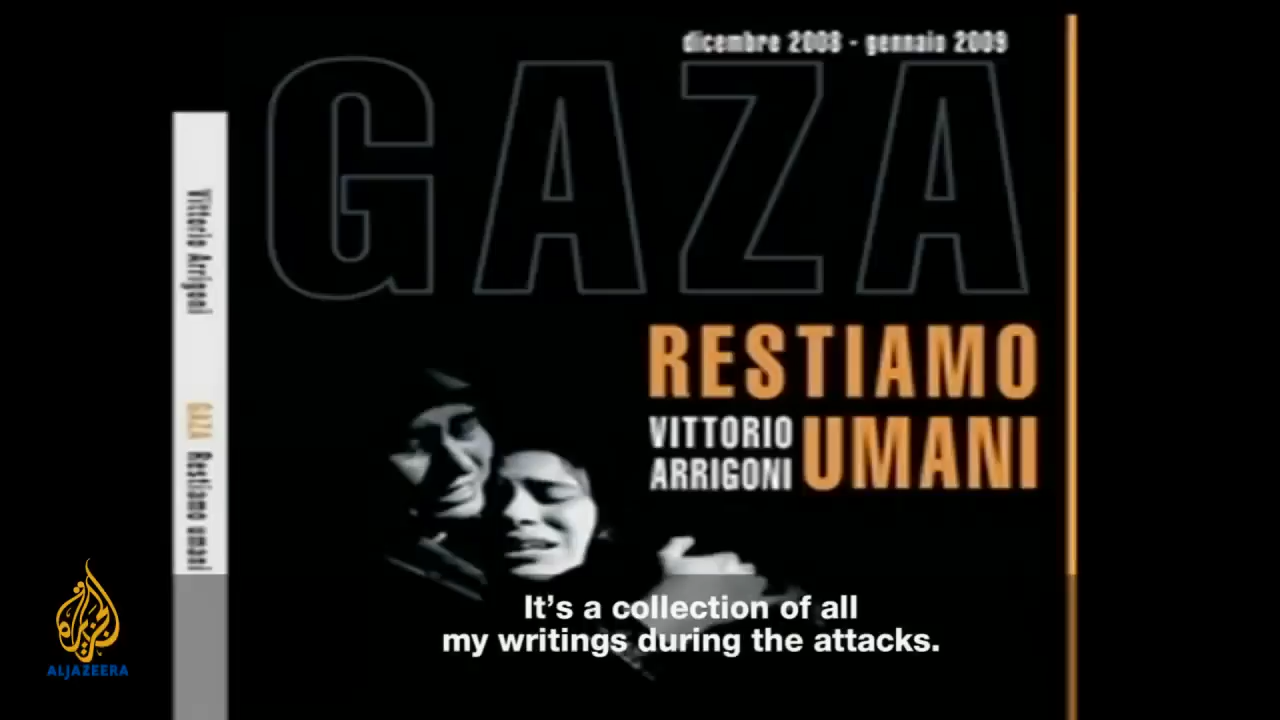 dicembre 2008 - gennaio 2009
GAZA
RESTIAMO
VITTORIO
ARRIGONI
UMANI
Vittorio Arrigoni GAZA Restiamo umani
It's a collection of all
my writings during the attacks.
الجزيرة
ALJAZEERA